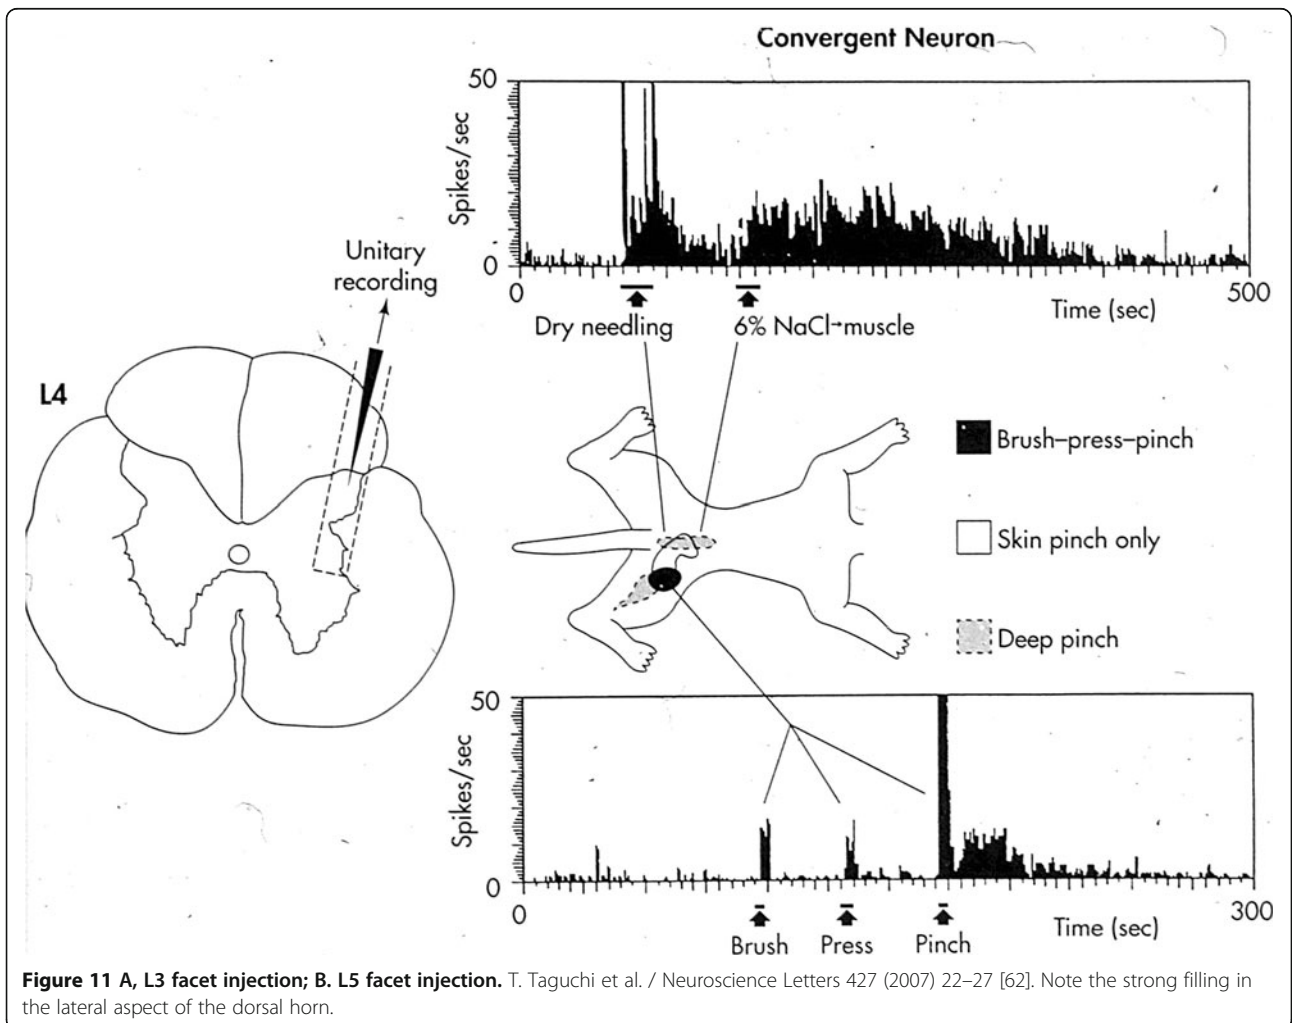 Convergent Neuron
50
Spikes/sec
0
0
500
Time (sec)
Dry needling
6% NaCl→muscle
Unitary
recording
L4
Brush–press–pinch
Skin pinch only
Deep pinch
50
Spikes/sec
0
0
300
Time (sec)
Brush
Press
Pinch
Figure 11 A, L3 facet injection; B. L5 facet injection. T. Taguchi et al. / Neuroscience Letters 427 (2007) 22–27 [62]. Note the strong filling in
the lateral aspect of the dorsal horn.